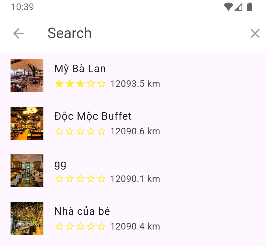 10:39
Search
Mỳ Bà Lan
12093.5 km
Độc Mộc Buffet
12090.6 km
gg
12090.1 km
Nhà của bé
12090.4 km